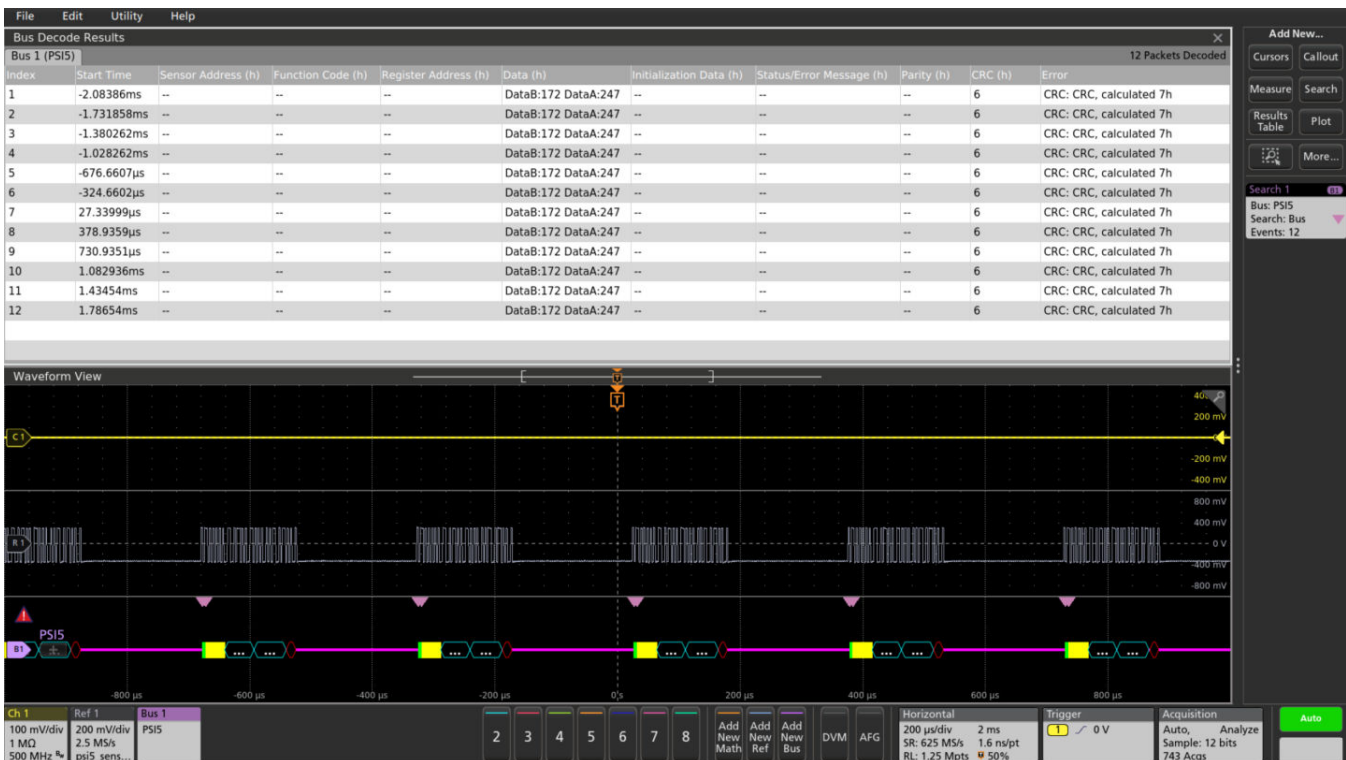 File Edit Utility Help
Bus Decode Results
Bus 1 (PSI5) 12 Packets Decoded
Index Start Time Sensor Address (h) Function Code (h) Register Address (h) Data (h) Initialization Data (h) Status/Error Message (h) Parity (h) CRC (h) Error
1 -2.08386ms -- -- -- DataB:172 DataA:247 -- -- -- 6 CRC: CRC, calculated 7h
2 -1.731858ms -- -- -- DataB:172 DataA:247 -- -- -- 6 CRC: CRC, calculated 7h
3 -1.380262ms -- -- -- DataB:172 DataA:247 -- -- -- 6 CRC: CRC, calculated 7h
4 -1.028262ms -- -- -- DataB:172 DataA:247 -- -- -- 6 CRC: CRC, calculated 7h
5 -676.6607µs -- -- -- DataB:172 DataA:247 -- -- -- 6 CRC: CRC, calculated 7h
6 -324.6602µs -- -- -- DataB:172 DataA:247 -- -- -- 6 CRC: CRC, calculated 7h
7 27.33999µs -- -- -- DataB:172 DataA:247 -- -- -- 6 CRC: CRC, calculated 7h
8 378.9359µs -- -- -- DataB:172 DataA:247 -- -- -- 6 CRC: CRC, calculated 7h
9 730.9351µs -- -- -- DataB:172 DataA:247 -- -- -- 6 CRC: CRC, calculated 7h
10 1.082936ms -- -- -- DataB:172 DataA:247 -- -- -- 6 CRC: CRC, calculated 7h
11 1.43454ms -- -- -- DataB:172 DataA:247 -- -- -- 6 CRC: CRC, calculated 7h
12 1.78654ms -- -- -- DataB:172 DataA:247 -- -- -- 6 CRC: CRC, calculated 7h
Waveform View
T
T
200 mV
C1
-200 mV
-400 mV
800 mV
400 mV
R1
0 V
-400 mV
-800 mV
PSI5
B1
... ... ... ... ... ... ... ... ... ...
-800 µs -600 µs -400 µs -200 µs 0 s 200 µs 400 µs 600 µs 800 µs
Ch 1
100 mV/div
1 MΩ
500 MHz
Ref 1
200 mV/div
2.5 MS/s
psi5_sens...
Bus 1
PSI5
2 3 4 5 6 7 8
Add New Math
Add New Ref
Add New Bus
DVM
AFG
Horizontal
200 µs/div 2 ms
SR: 625 MS/s 1.6 ns/pt
RL: 1.25 Mpts 50%
Trigger
1 0 V
Acquisition
Auto, Analyze
Sample: 12 bits
743 Acqs
Auto
Add New...
Cursors Callout
Measure Search
Results Table Plot
More...
Search 1 B1
Bus: PSI5
Search: Bus
Events: 12